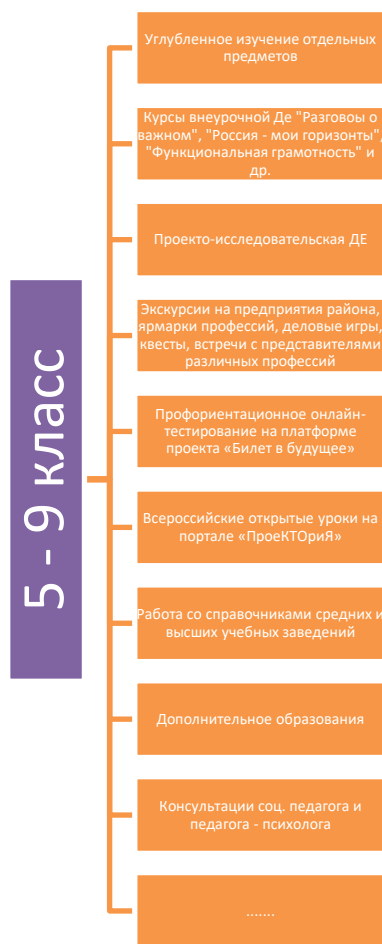 5 - 9 класс
Углубленное изучение отдельных
предметов
Курсы внеурочной Де "Разговоы о
важном", "Россия - мои горизонты",
"Функциональная грамотность" и
др.
Проекто-исследовательская ДЕ
Экскурсии на предприятия района,
ярмарки профессий, деловые игры,
квесты, встречи с представителями
различных профессий
Профориентационное онлайн-
тестирование на платформе
проекта «Билет в будущее»
Всероссийские открытые уроки на
портале «ПроеКТОриЯ»
Работа со справочниками средних и
высших учебных заведений
Дополнительное образования
Консультации соц. педагога и
педагога - психолога
.......